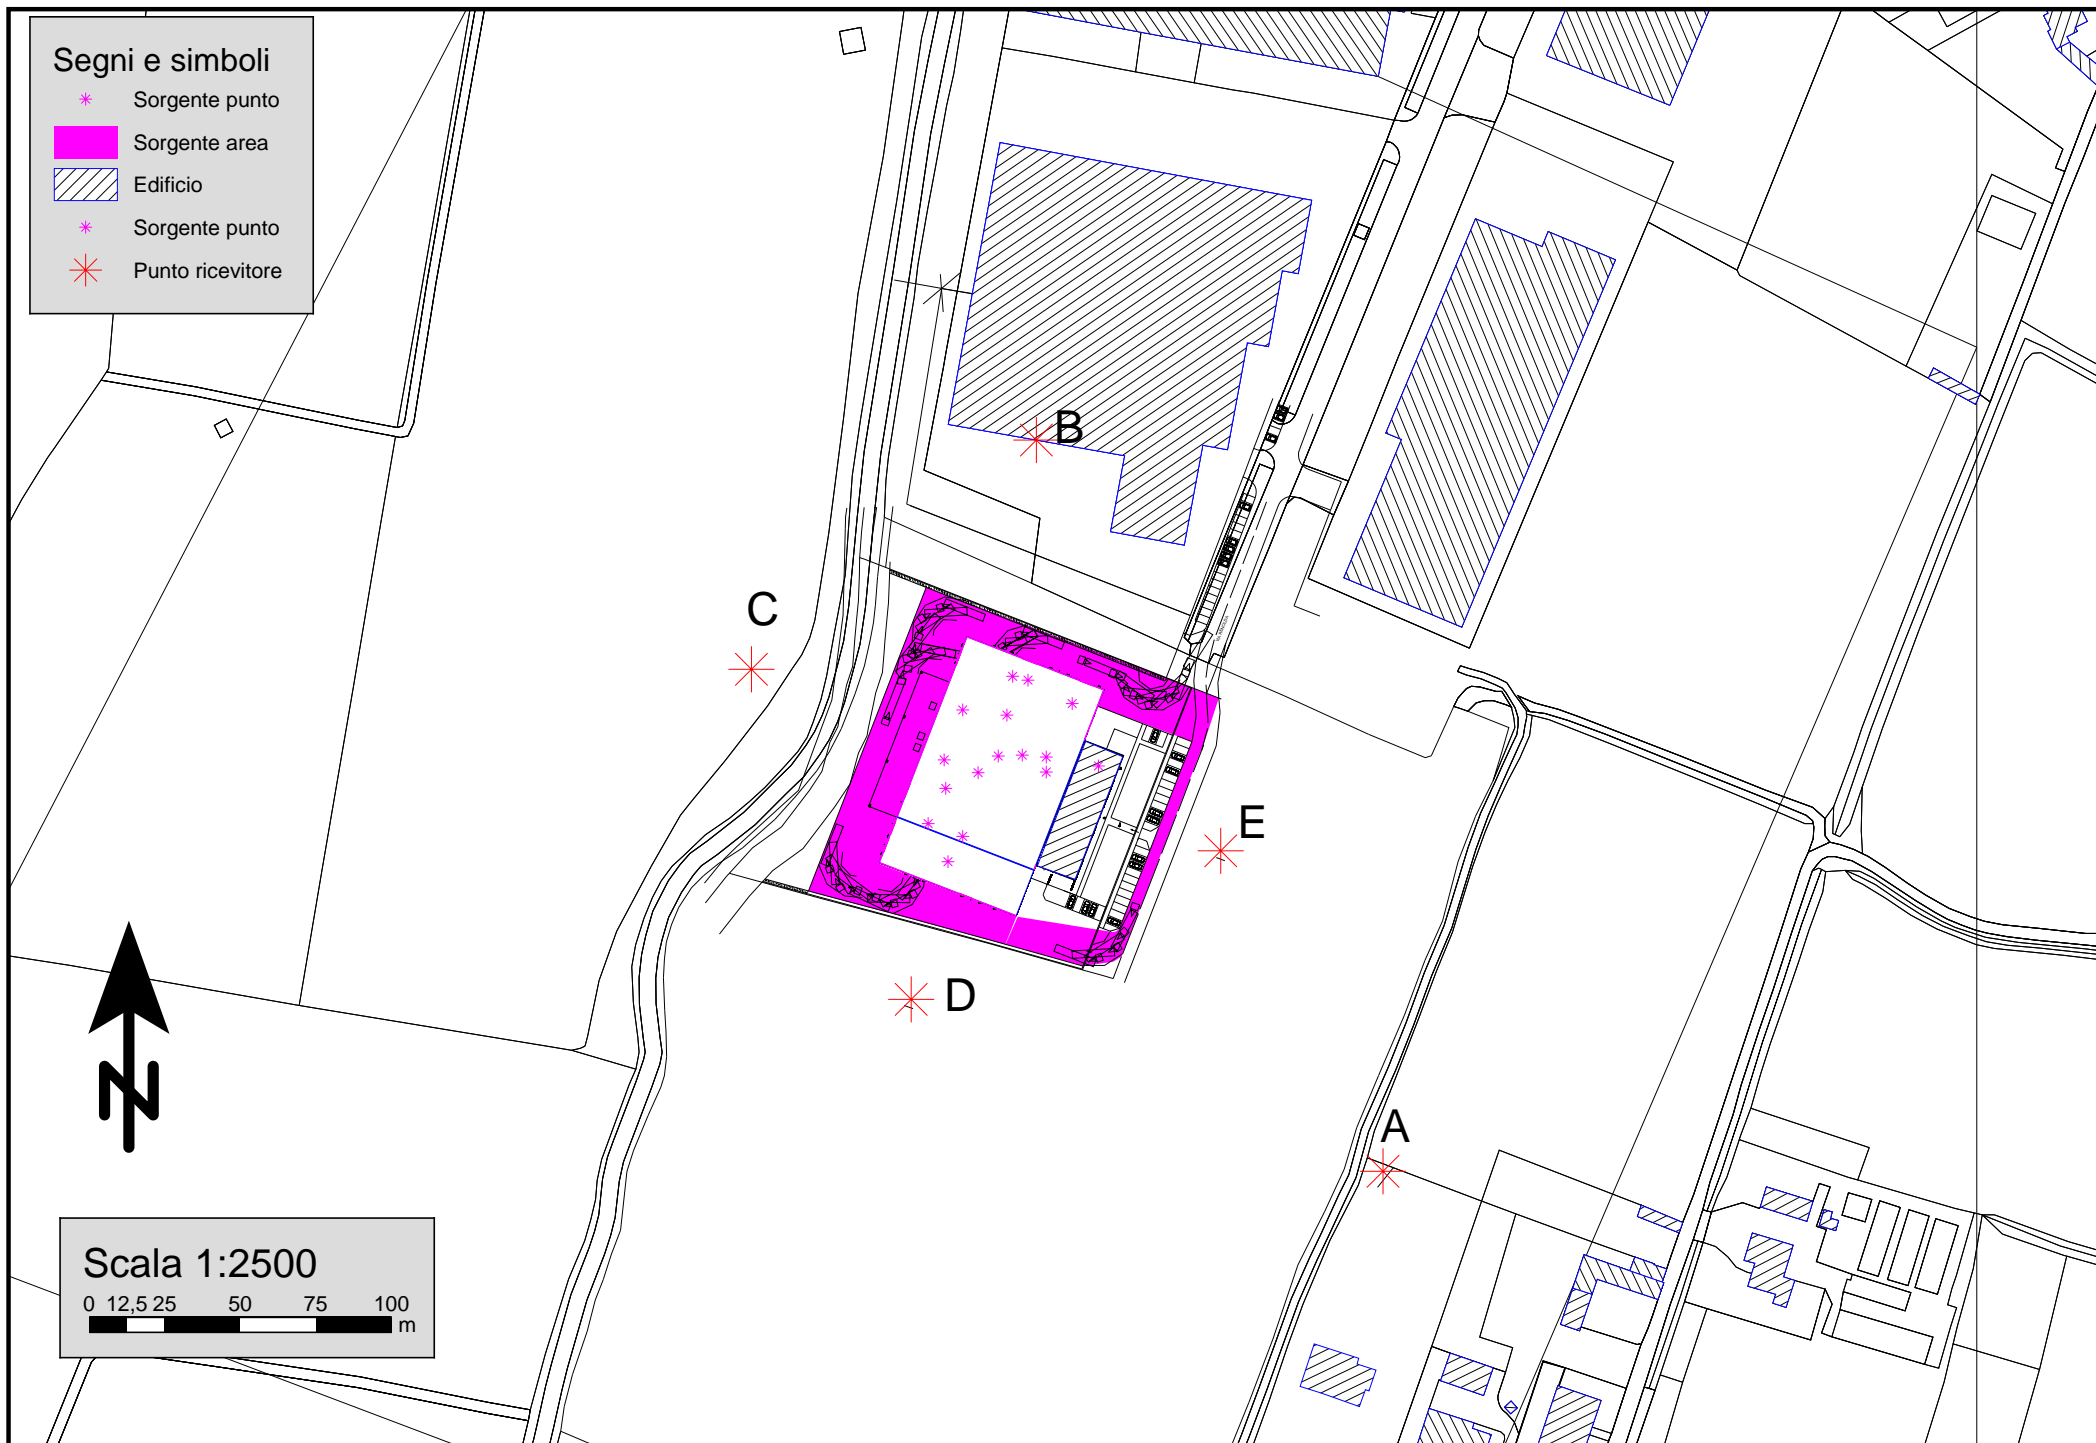 Segni e simboli
Sorgente punto
Sorgente area
Edificio
Sorgente punto
Punto ricevitore
B
C
E
D
A
N
Scala 1:2500
0 12,5 25 50 75 100
m